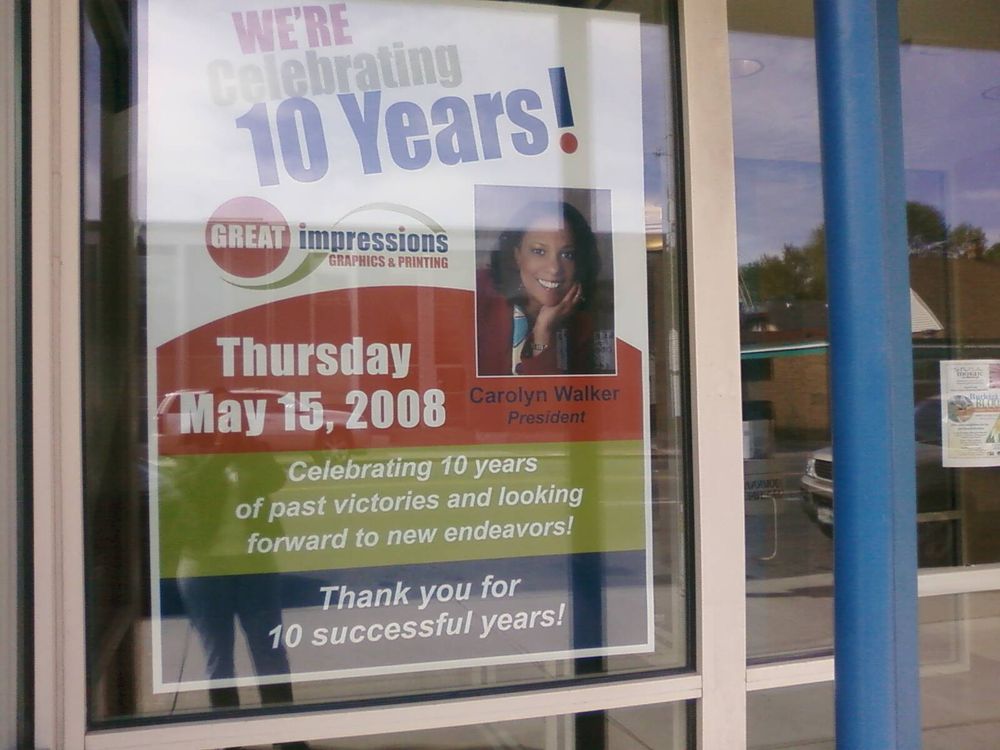 WE'RE
Celebrating
10 Years!
GREAT impressions
GRAPHICS & PRINTING
Thursday
May 15, 2008
Carolyn Walker
President
Celebrating 10 years
of past victories and looking
forward to new endeavors!
Thank you for
10 successful years!
mosaic